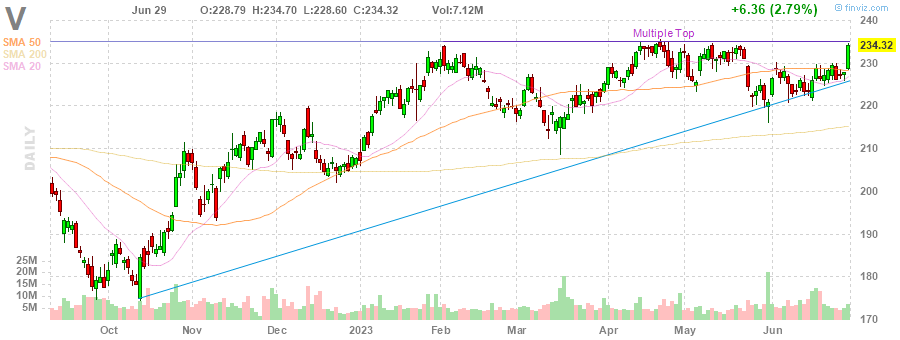 V
Jun 29 O:228.79 H:234.70 L:228.60 C:234.32 Vol:7.12M +6.36 (2.79%)
© finviz.com
SMA 50
SMA 200
SMA 20
Multiple Top
DAILY
240
234.32
230
220
210
200
190
180
170
25M
20M
15M
10M
5M
Oct Nov Dec 2023 Feb Mar Apr May Jun